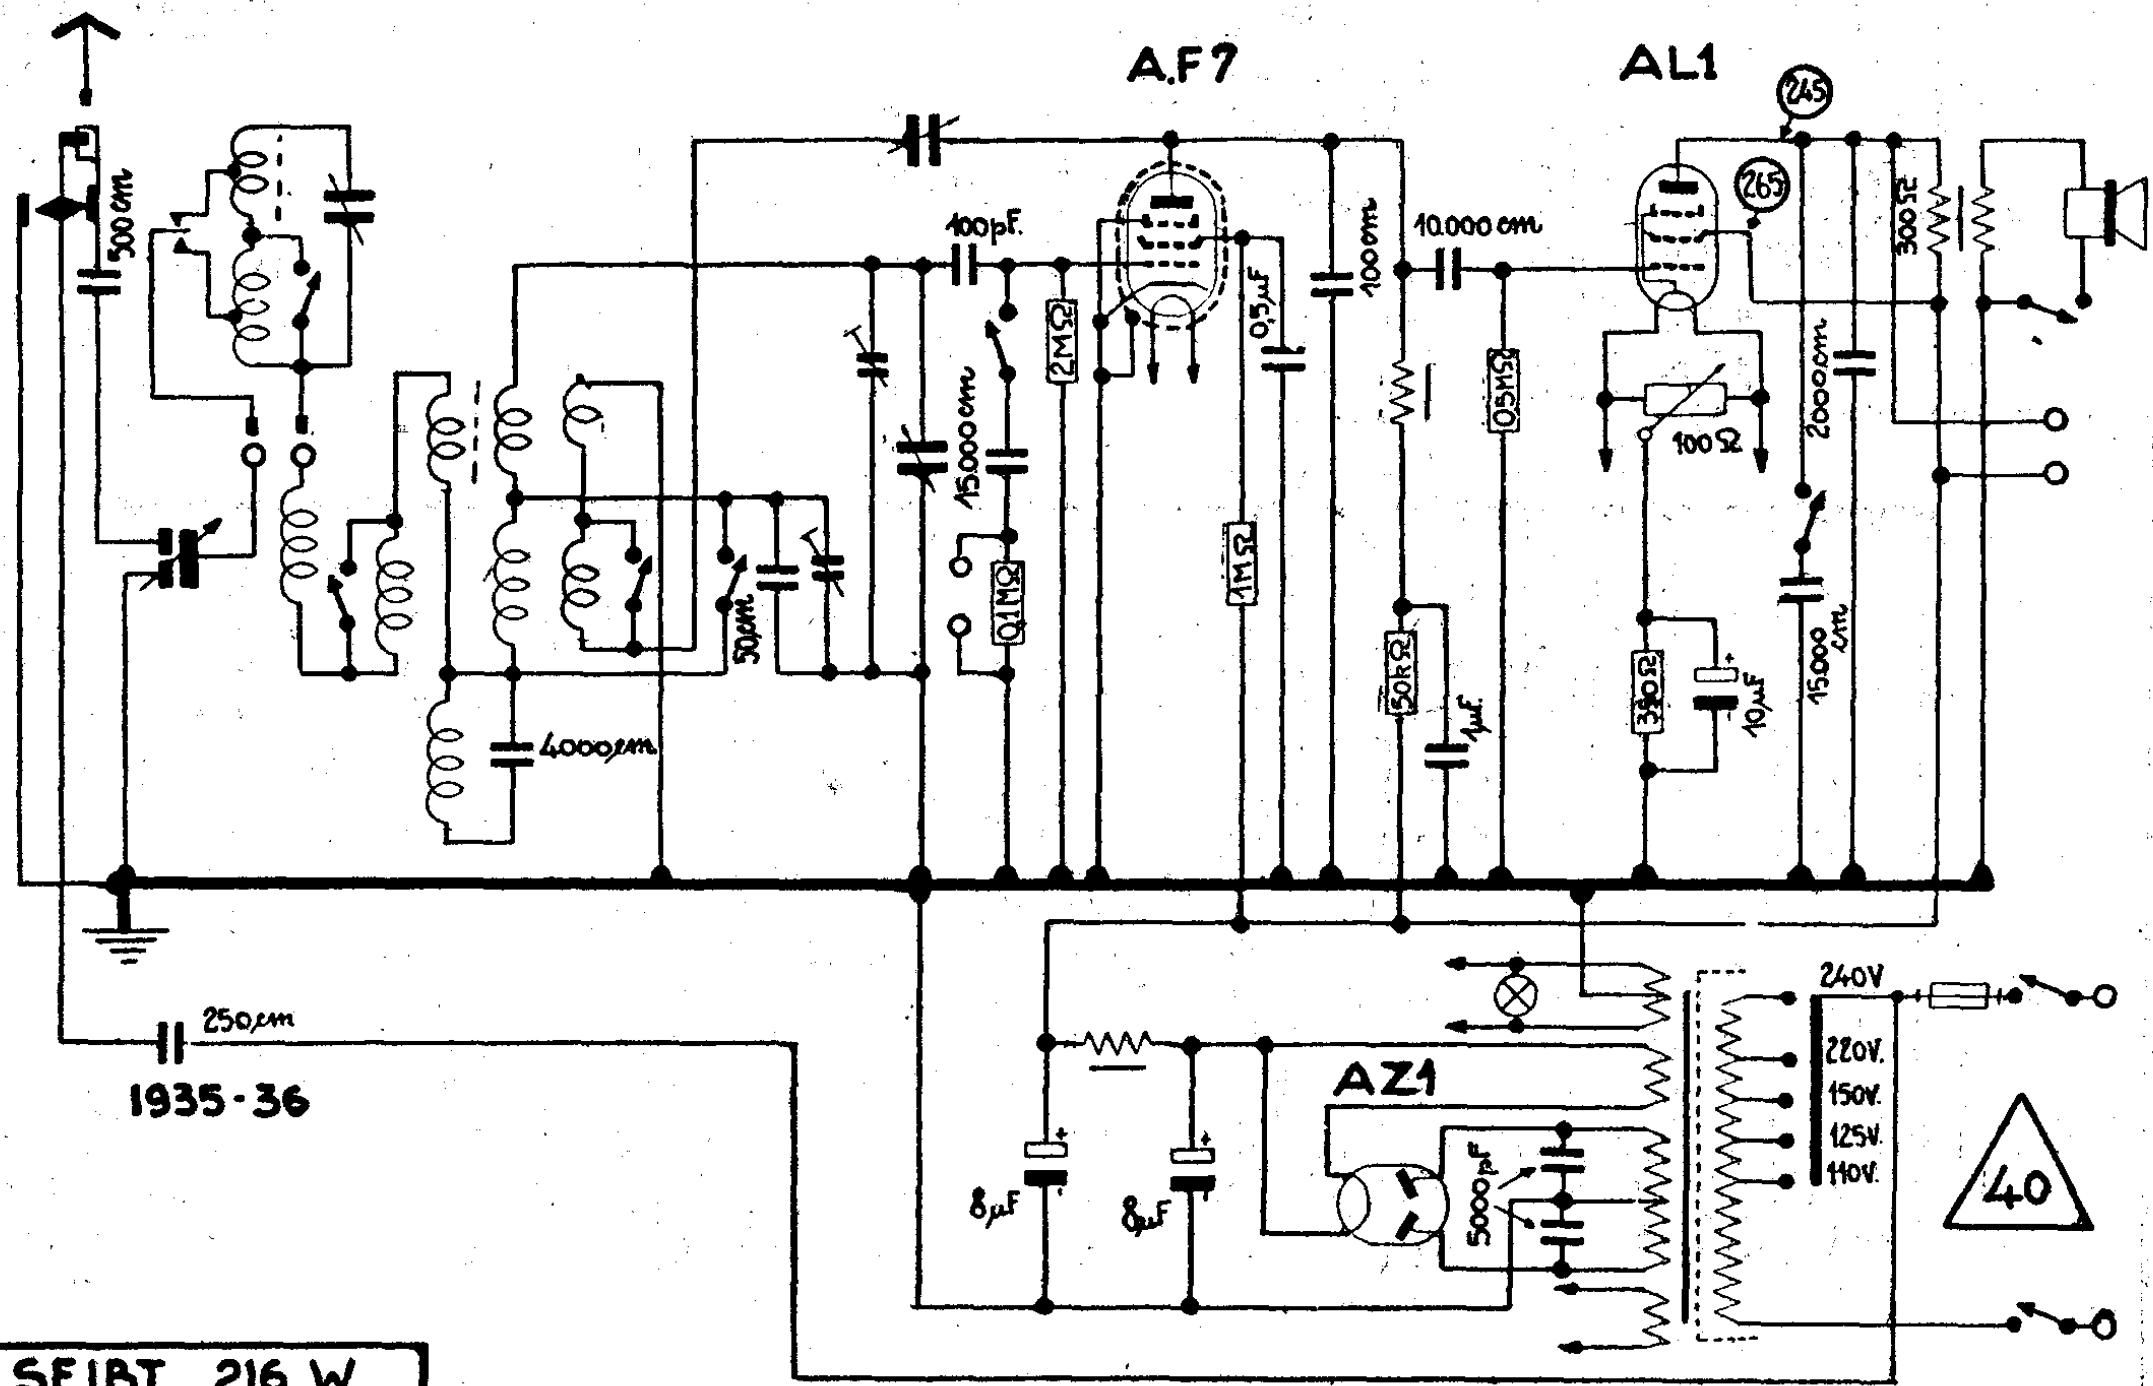 A.F7
AL1
245
265
500cm
100pF.
1000cm
10.000 cm
300Ω
0,5µF
2MΩ
15.000cm
0,5MΩ
100Ω
2000cm
1MΩ
0,1MΩ
50cm
50kΩ
1µF.
350Ω
+
10µF
15.000
cm
4000cm
250cm
1935-36
240V
220V.
150V.
125V.
110V.
AZ1
+
8µF
+
8µF
5000pF
40
SEIBT 216 W